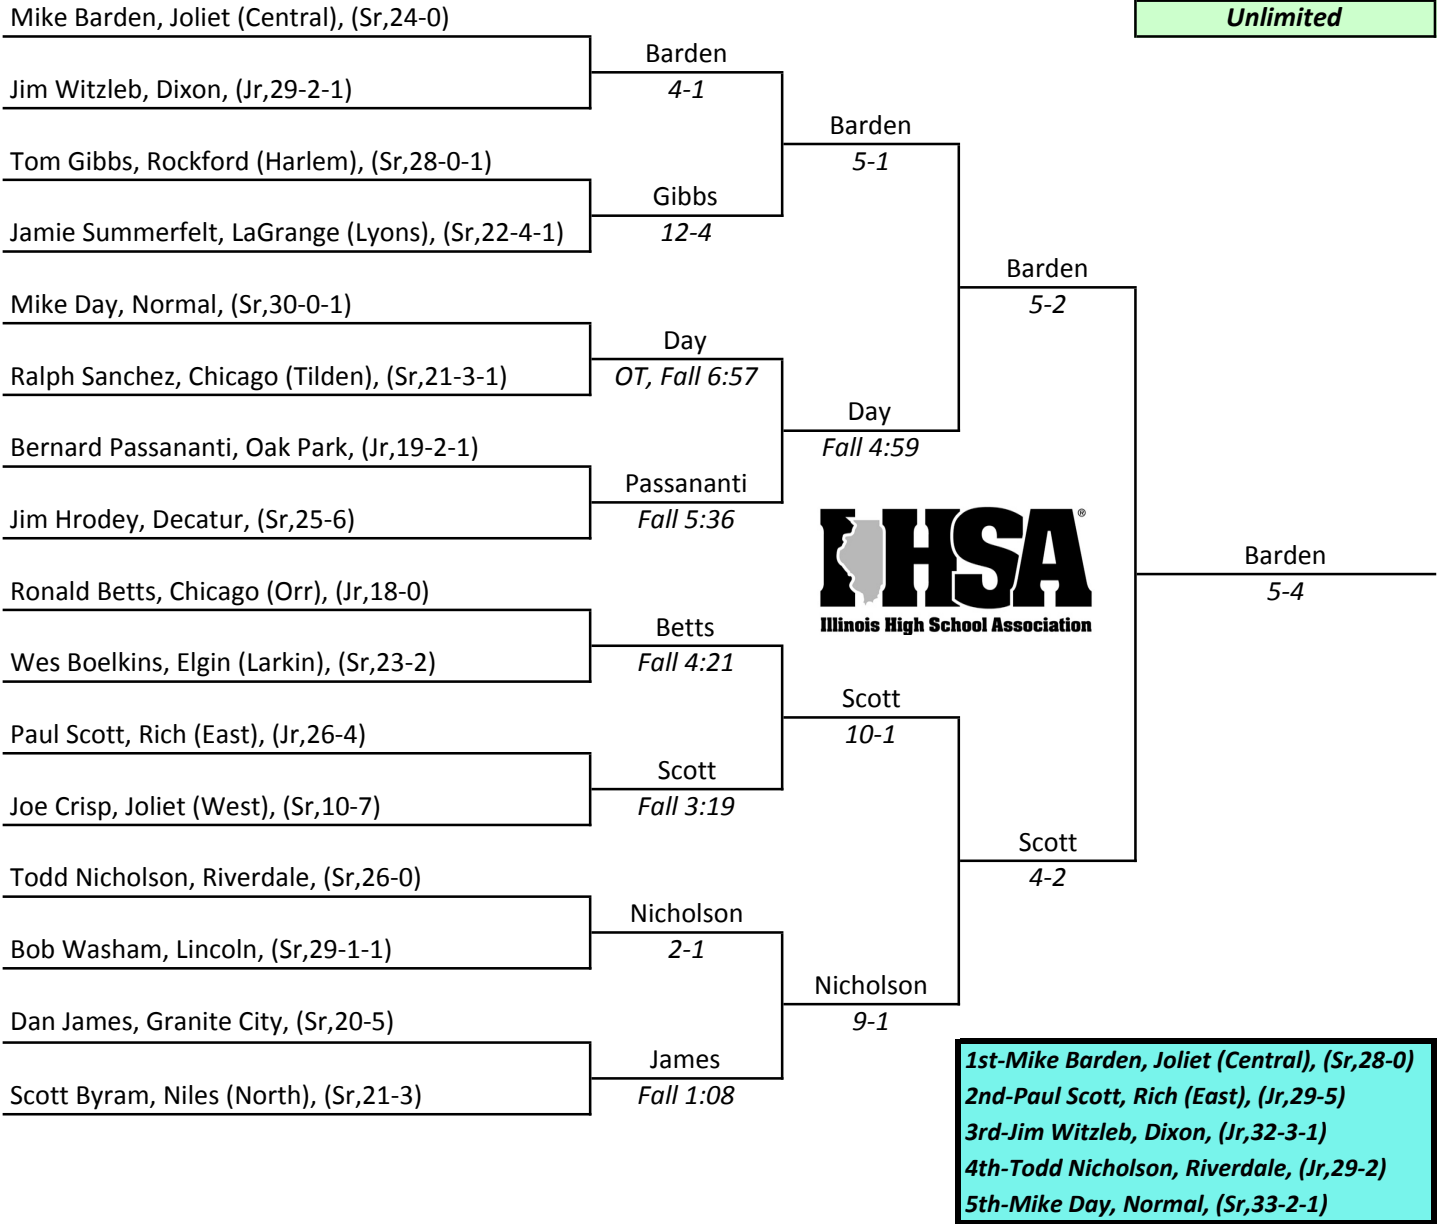 Mike Barden, Joliet (Central), (Sr,24-0)
Unlimited
Barden
Jim Witzleb, Dixon, (Jr,29-2-1)
4-1
Barden
Tom Gibbs, Rockford (Harlem), (Sr,28-0-1)
5-1
Gibbs
Jamie Summerfelt, LaGrange (Lyons), (Sr,22-4-1)
12-4
Barden
Mike Day, Normal, (Sr,30-0-1)
5-2
Day
Ralph Sanchez, Chicago (Tilden), (Sr,21-3-1)
OT, Fall 6:57
Day
Bernard Passananti, Oak Park, (Jr,19-2-1)
Fall 4:59
Passananti
Jim Hrodey, Decatur, (Sr,25-6)
Fall 5:36
IHSA®
Illinois High School Association
Barden
5-4
Ronald Betts, Chicago (Orr), (Jr,18-0)
Betts
Wes Boelkins, Elgin (Larkin), (Sr,23-2)
Fall 4:21
Scott
Paul Scott, Rich (East), (Jr,26-4)
10-1
Scott
Joe Crisp, Joliet (West), (Sr,10-7)
Fall 3:19
Scott
Todd Nicholson, Riverdale, (Sr,26-0)
4-2
Nicholson
Bob Washam, Lincoln, (Sr,29-1-1)
2-1
Nicholson
Dan James, Granite City, (Sr,20-5)
9-1
James
Scott Byram, Niles (North), (Sr,21-3)
Fall 1:08
1st-Mike Barden, Joliet (Central), (Sr,28-0)
2nd-Paul Scott, Rich (East), (Jr,29-5)
3rd-Jim Witzleb, Dixon, (Jr,32-3-1)
4th-Todd Nicholson, Riverdale, (Jr,29-2)
5th-Mike Day, Normal, (Sr,33-2-1)